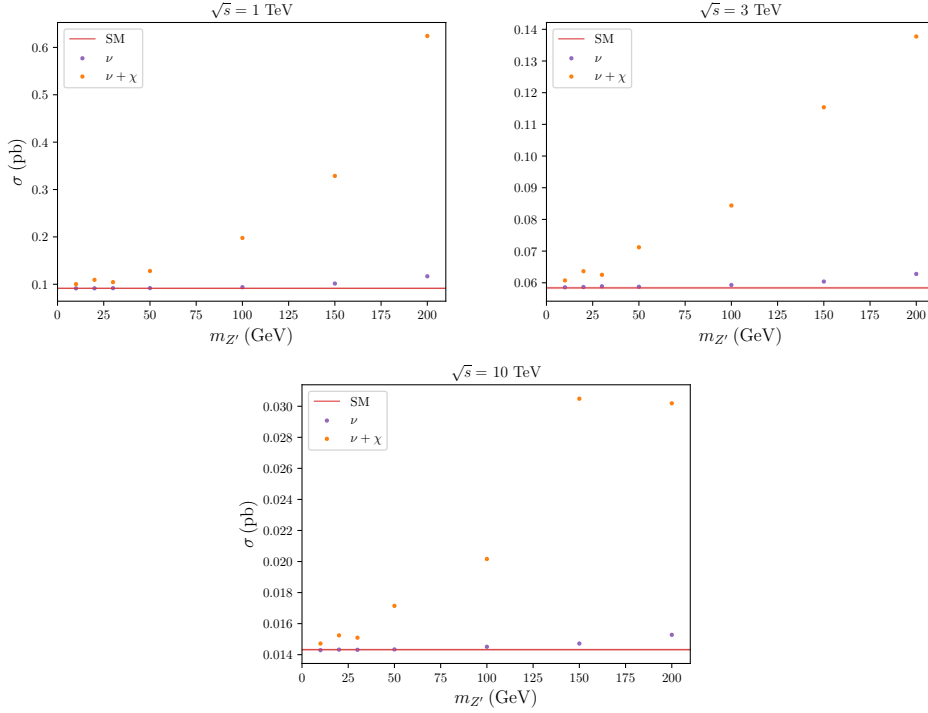 √s = 1 TeV
SM
ν
ν + χ
0.6
0.5
0.4
0.3
0.2
0.1
σ (pb)
0 25 50 75 100 125 150 175 200
m_{Z'} (GeV)
√s = 3 TeV
SM
ν
ν + χ
0.14
0.13
0.12
0.11
0.10
0.09
0.08
0.07
0.06
0 25 50 75 100 125 150 175 200
m_{Z'} (GeV)
√s = 10 TeV
SM
ν
ν + χ
0.030
0.028
0.026
0.024
0.022
0.020
0.018
0.016
0.014
σ (pb)
0 25 50 75 100 125 150 175 200
m_{Z'} (GeV)